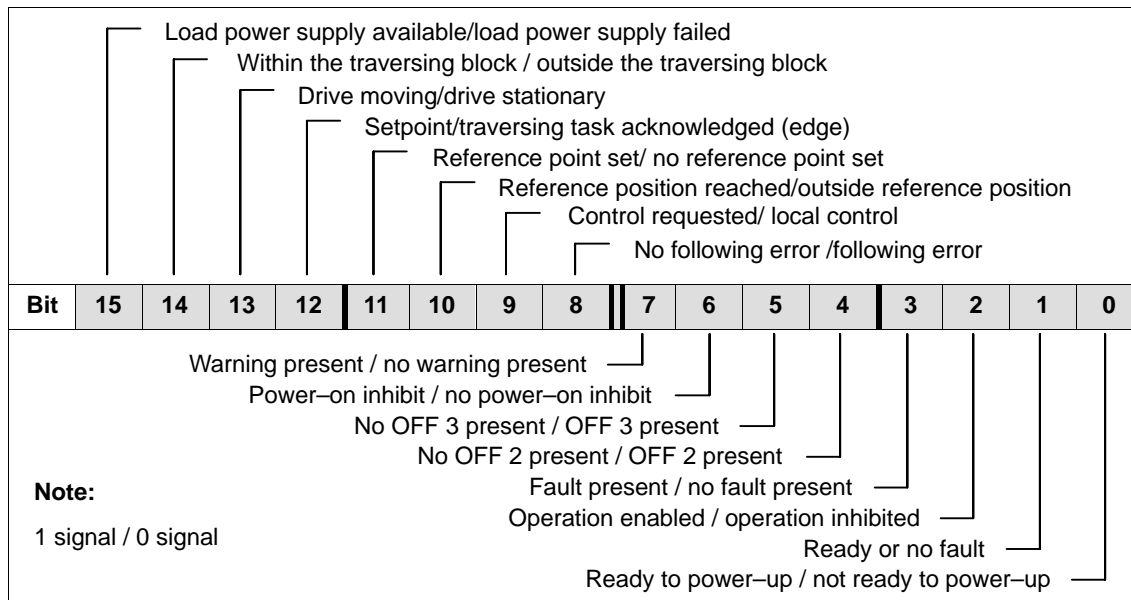 Load power supply available/load power supply failed
Within the traversing block / outside the traversing block
Drive moving/drive stationary
Setpoint/traversing task acknowledged (edge)
Reference point set/ no reference point set
Reference position reached/outside reference position
Control requested/ local control
No following error /following error
Bit 15 14 13 12 11 10 9 8 7 6 5 4 3 2 1 0
Warning present / no warning present
Power–on inhibit / no power–on inhibit
No OFF 3 present / OFF 3 present
No OFF 2 present / OFF 2 present
Fault present / no fault present
Operation enabled / operation inhibited
Ready or no fault
Ready to power–up / not ready to power–up
Note:
1 signal / 0 signal